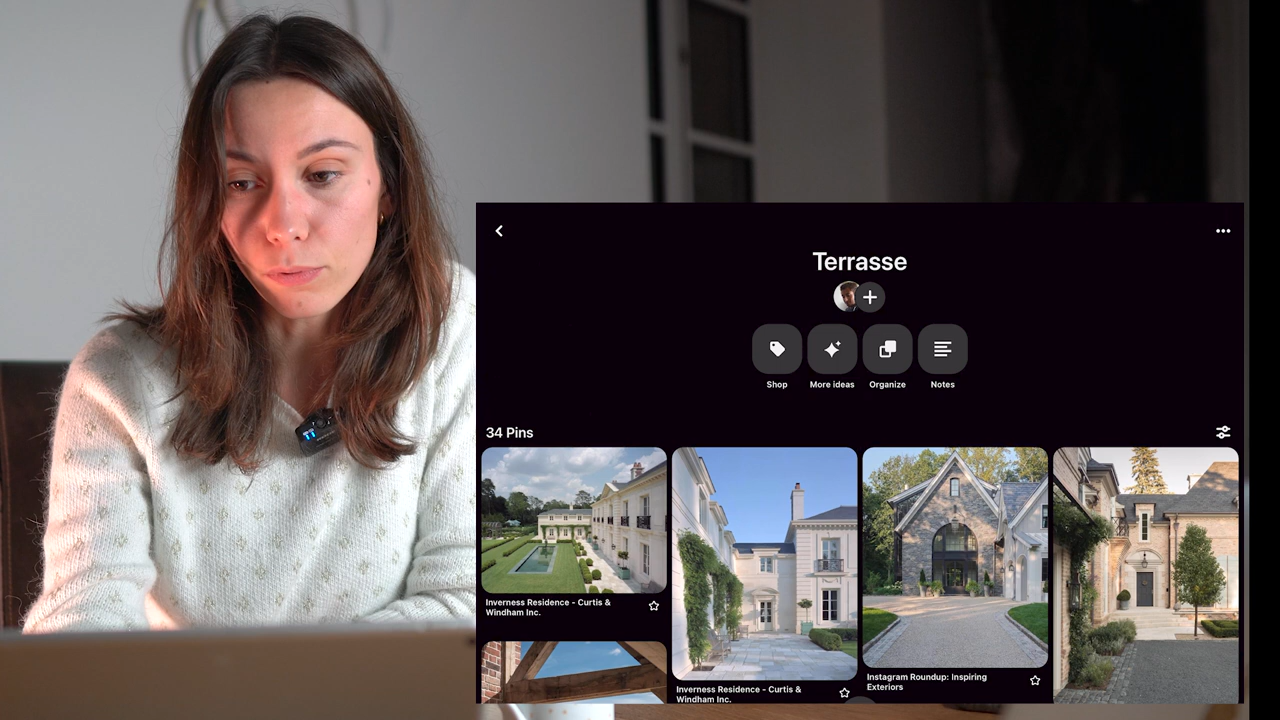 Terrasse
Shop
More ideas
Organize
Notes
34 Pins
Inverness Residence - Curtis &
Windham Inc.
Inverness Residence - Curtis &
Windham Inc.
Instagram Roundup: Inspiring
Exteriors